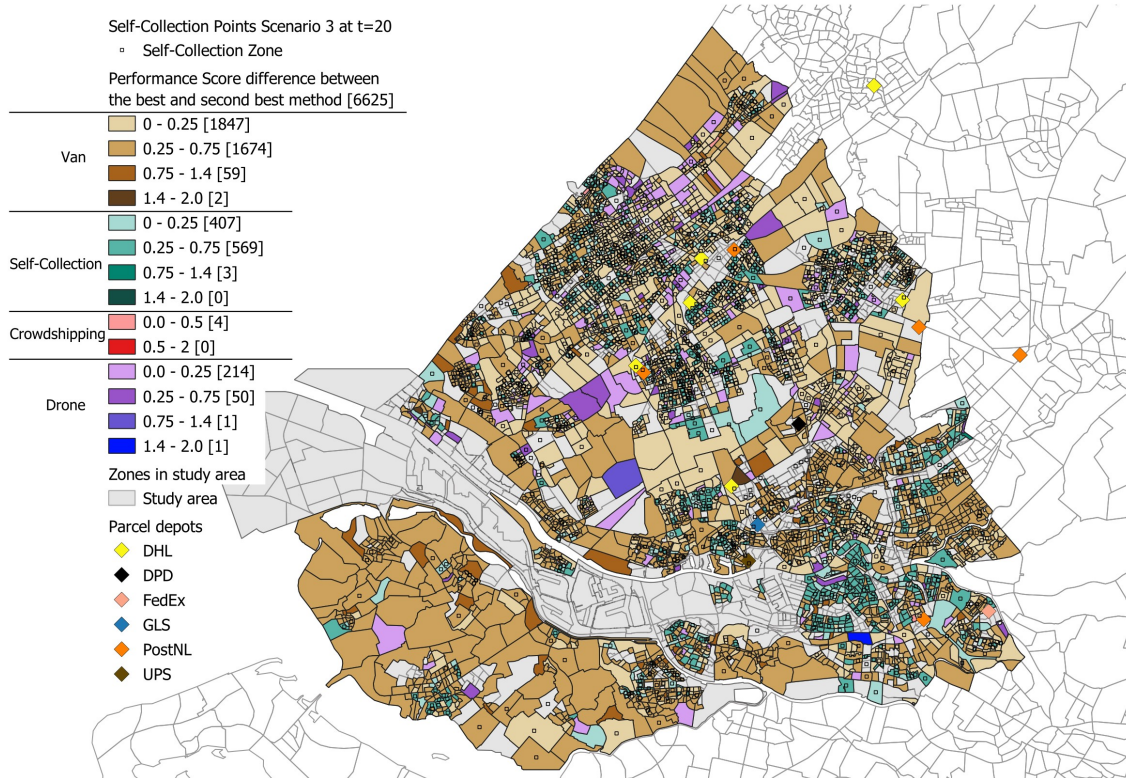 Self-Collection Points Scenario 3 at t=20
Self-Collection Zone
Performance Score difference between
the best and second best method [6625]
Van
0 - 0.25 [1847]
0.25 - 0.75 [1674]
0.75 - 1.4 [59]
1.4 - 2.0 [2]
Self-Collection
0 - 0.25 [407]
0.25 - 0.75 [569]
0.75 - 1.4 [3]
1.4 - 2.0 [0]
Crowdshipping
0.0 - 0.5 [4]
0.5 - 2 [0]
Drone
0.0 - 0.25 [214]
0.25 - 0.75 [50]
0.75 - 1.4 [1]
1.4 - 2.0 [1]
Zones in study area
Study area
Parcel depots
DHL
DPD
FedEx
GLS
PostNL
UPS